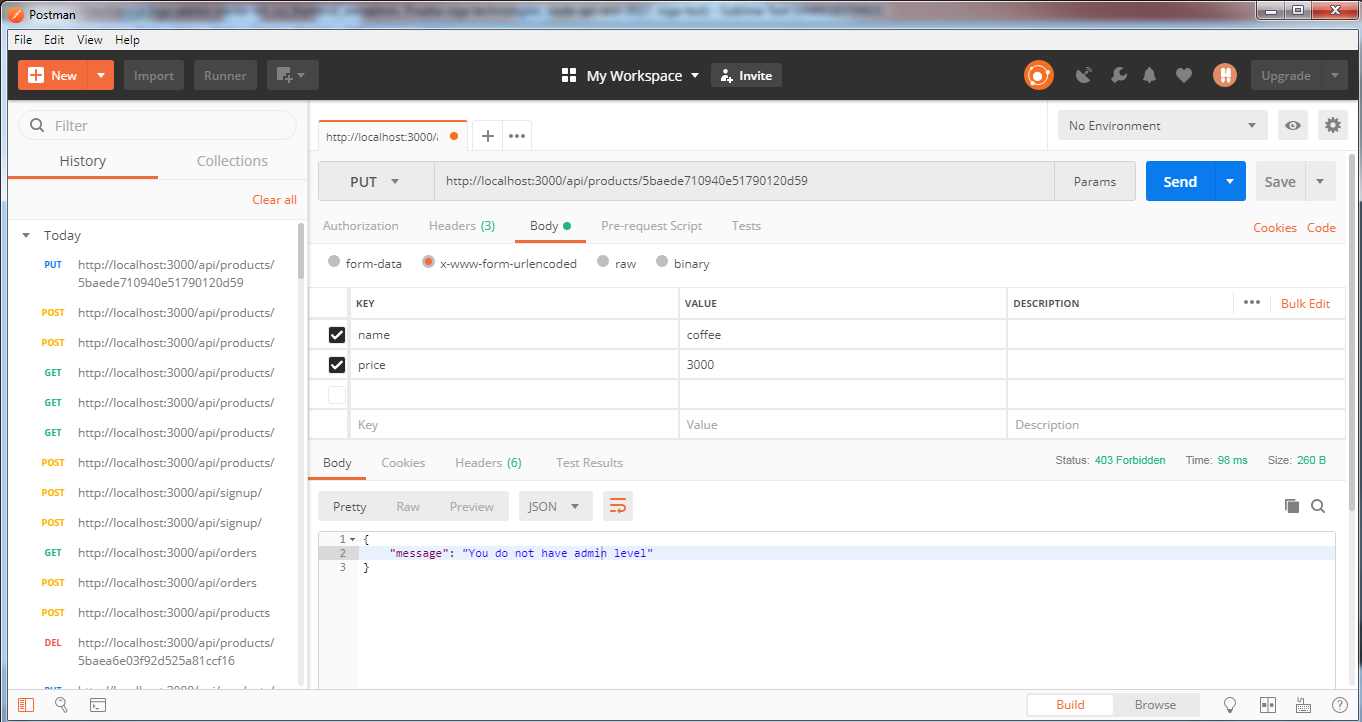 Postman
File Edit View Help
New Import Runner My Workspace Invite Upgrade
Filter
History Collections
Clear all
Today
PUT http://localhost:3000/api/products/
5baede710940e51790120d59
POST http://localhost:3000/api/products/
POST http://localhost:3000/api/products/
GET http://localhost:3000/api/products/
GET http://localhost:3000/api/products/
GET http://localhost:3000/api/products/
POST http://localhost:3000/api/products/
POST http://localhost:3000/api/signup/
POST http://localhost:3000/api/signup/
GET http://localhost:3000/api/orders
POST http://localhost:3000/api/orders
POST http://localhost:3000/api/products
DEL http://localhost:3000/api/products/
5baea6e03f92d525a81ccf16
http://localhost:3000/ No Environment
PUT http://localhost:3000/api/products/5baede710940e51790120d59 Params Send Save
Authorization Headers (3) Body Pre-request Script Tests Cookies Code
form-data x-www-form-urlencoded raw binary
KEY VALUE DESCRIPTION ••• Bulk Edit
name coffee
price 3000
Key Value Description
Body Cookies Headers (6) Test Results Status: 403 Forbidden Time: 98 ms Size: 260 B
Pretty Raw Preview JSON
1 {
2 "message": "You do not have admin level"
3 }
Build Browse